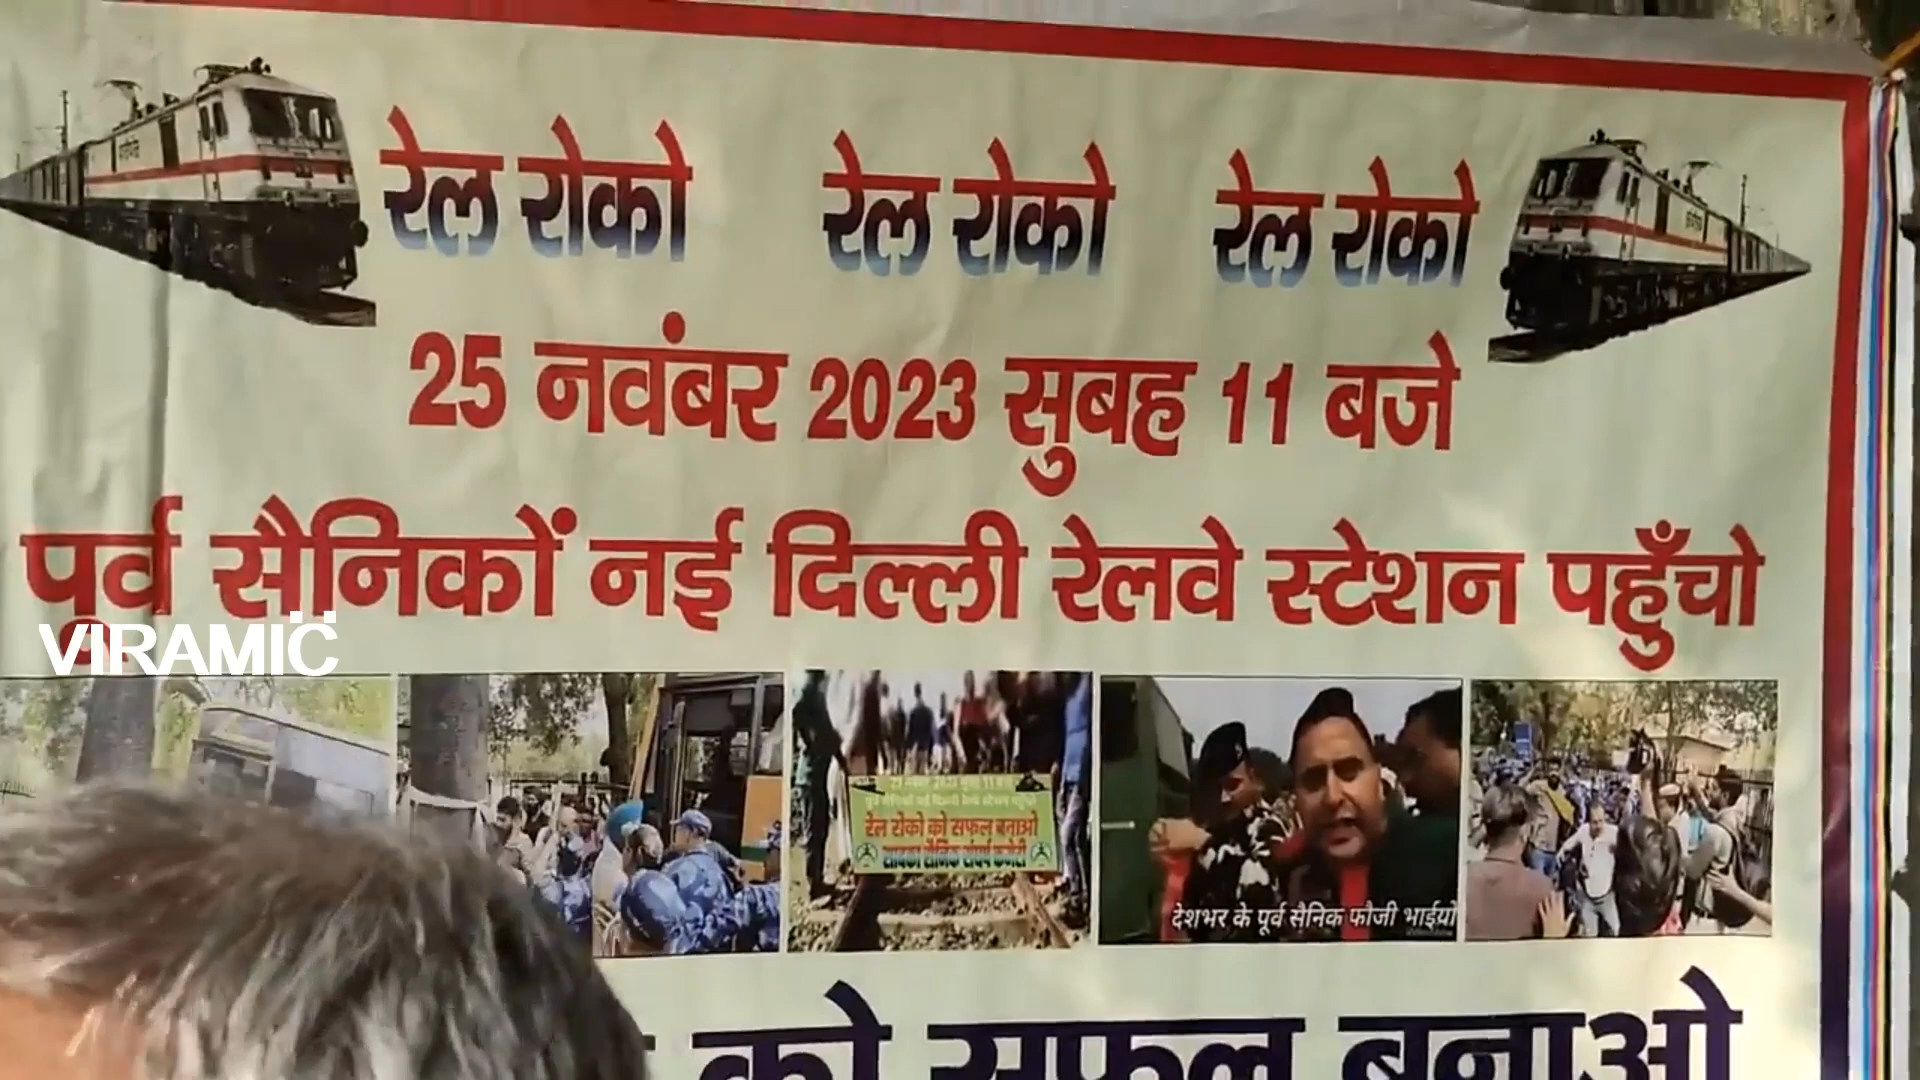 रेल रोको रेल रोको रेल रोको
25 नवंबर 2023 सुबह 11 बजे
पूर्व सैनिकों नई दिल्ली रेलवे स्टेशन पहुँचो
VIRAMIC
रेल रोको को सफल बनाओ
देशभर के पूर्व सैनिक फौजी भाईयो
को सफल बनाओ